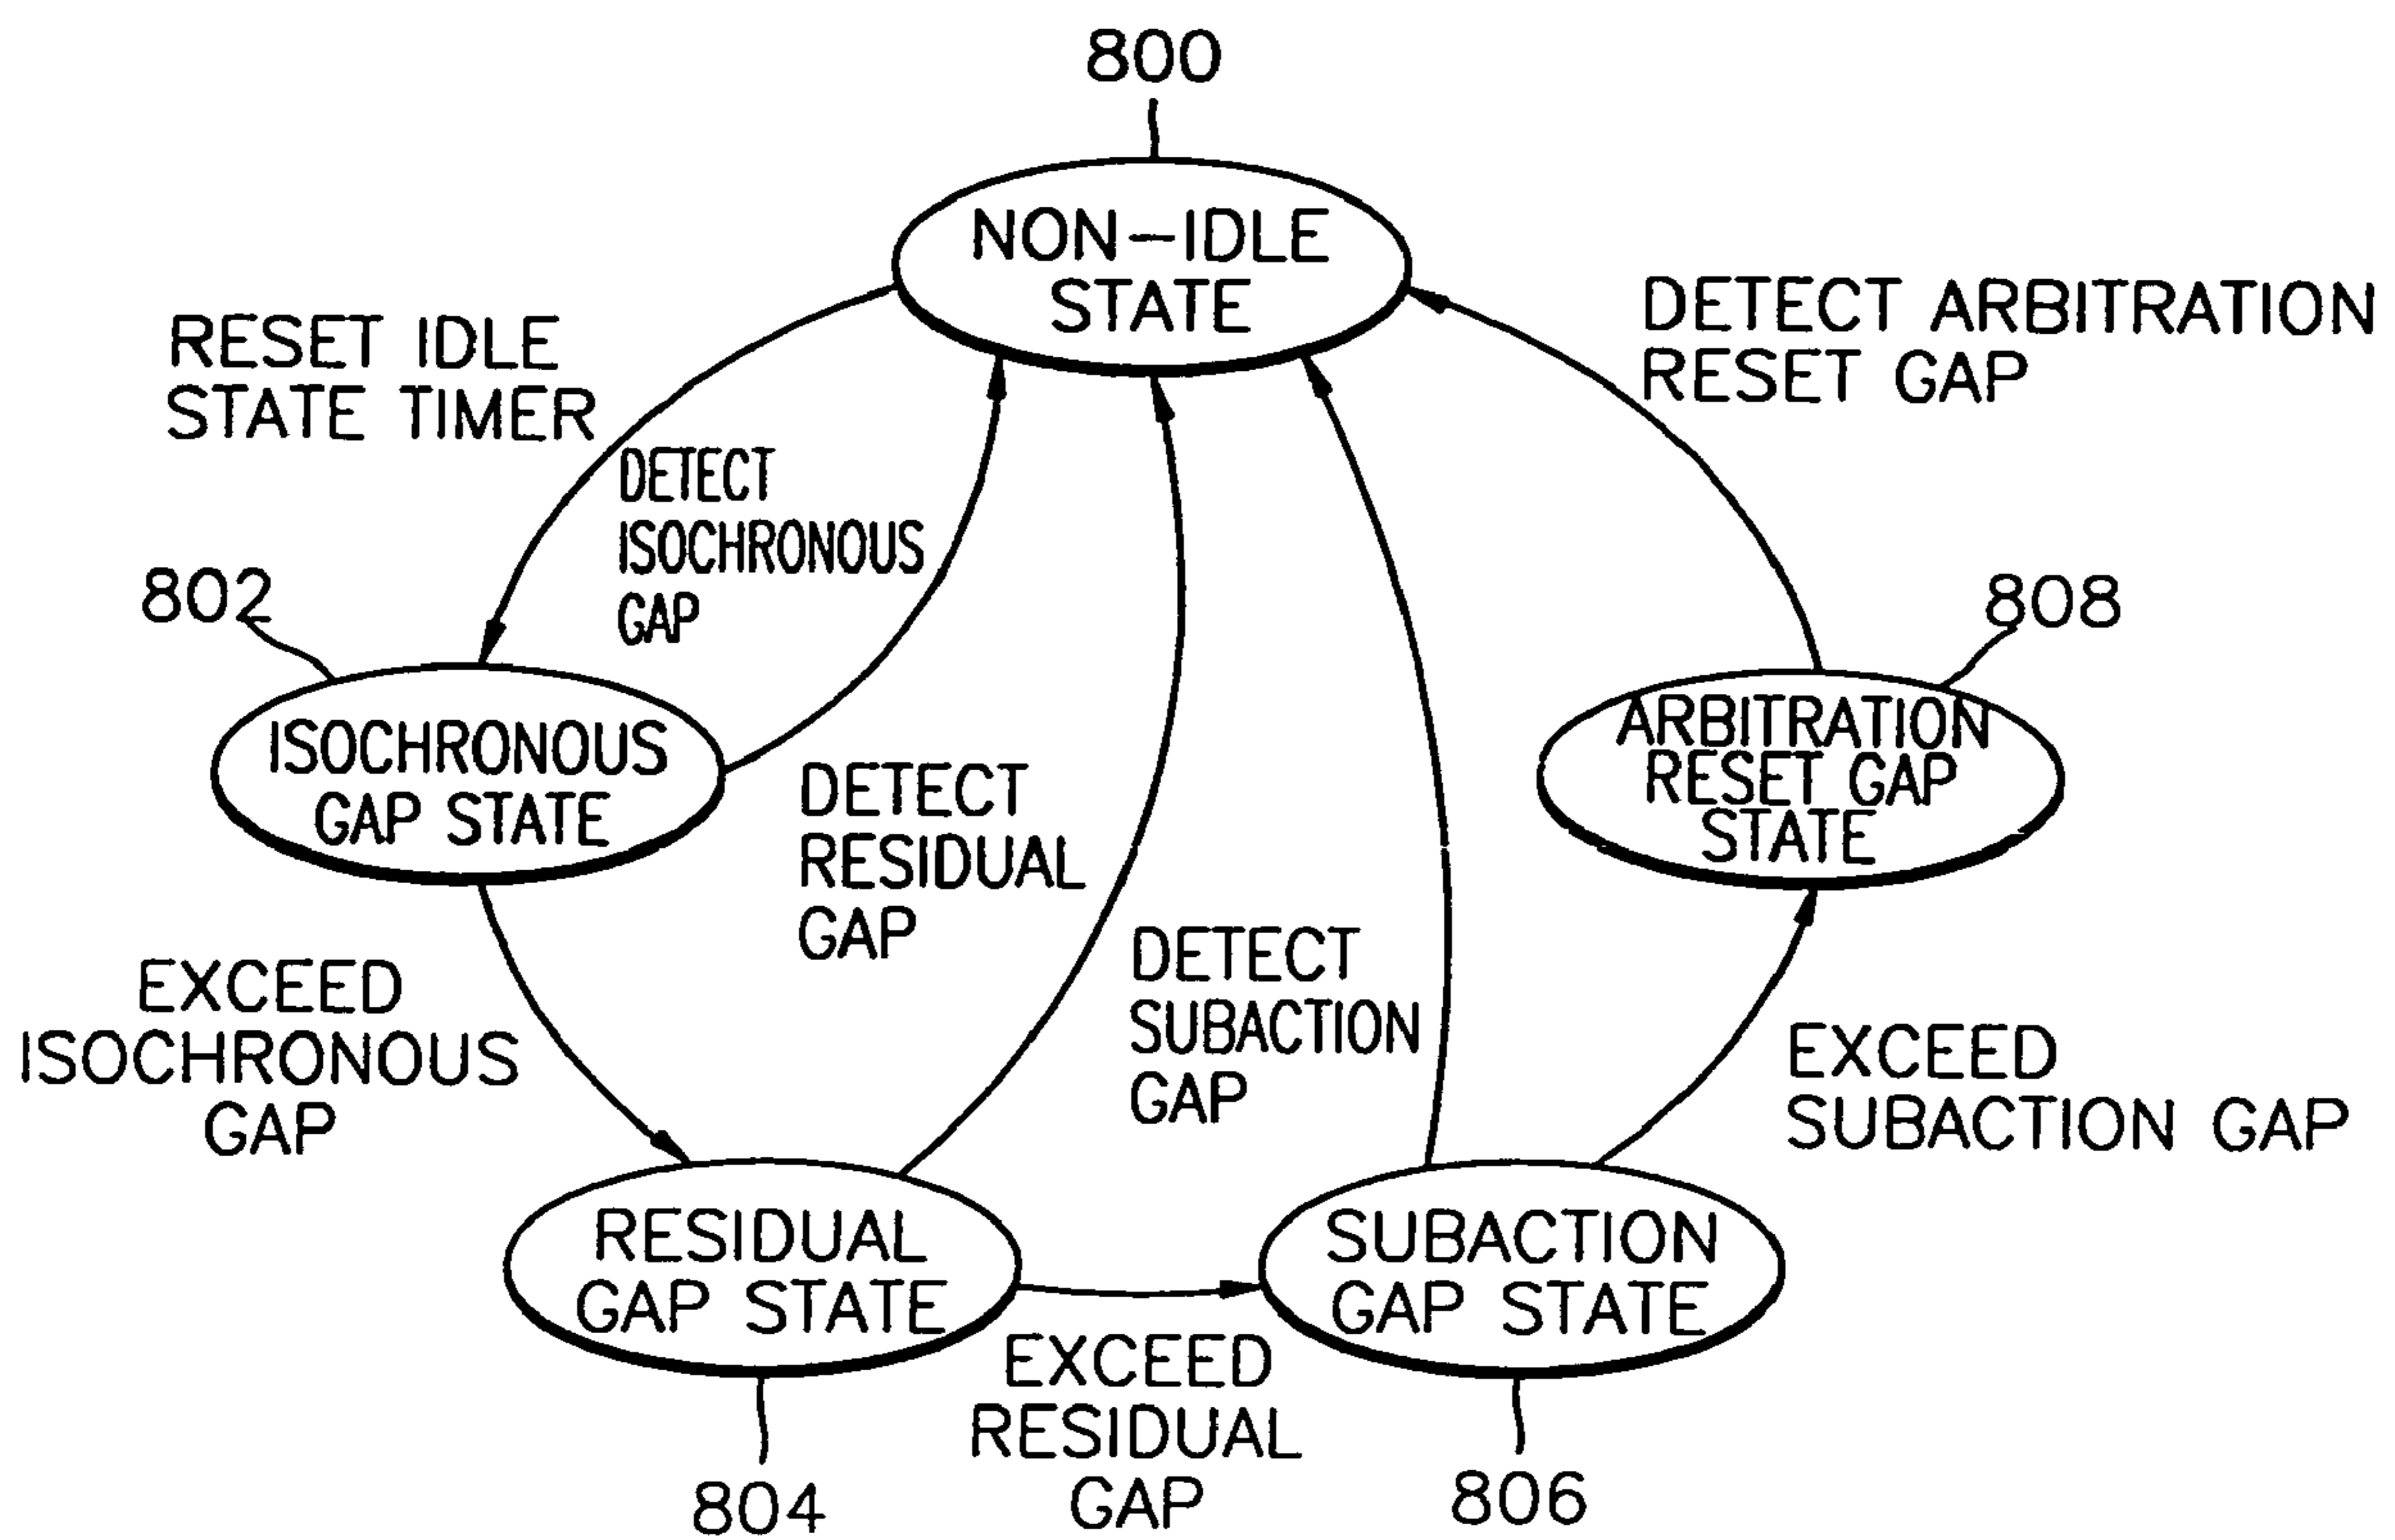 800
NON-IDLE
STATE
RESET IDLE
STATE TIMER
DETECT ARBITRATION
RESET GAP
DETECT
ISOCHRONOUS
GAP
802
808
ISOCHRONOUS
GAP STATE
ARBITRATION
RESET GAP
STATE
DETECT
RESIDUAL
GAP
DETECT
SUBACTION
GAP
EXCEED
ISOCHRONOUS
GAP
EXCEED
SUBACTION GAP
RESIDUAL
GAP STATE
SUBACTION
GAP STATE
EXCEED
RESIDUAL
GAP
804
806